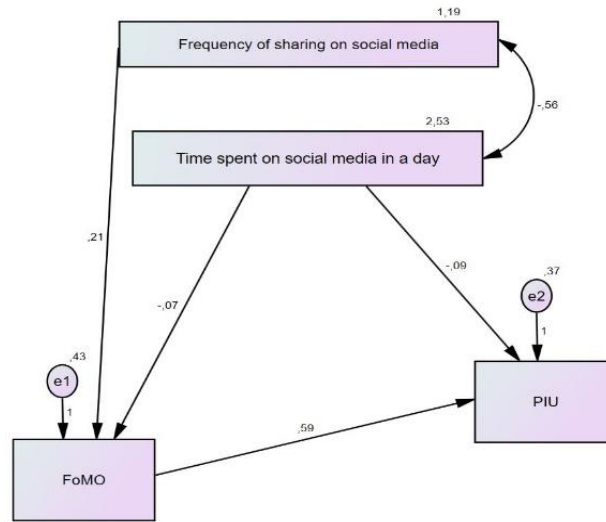 1,19
Frequency of sharing on social media
-,56
2,53
Time spent on social media in a day
,21
-,07
-,09
,37
e2
1
,43
e1
1
PIU
,59
FoMO